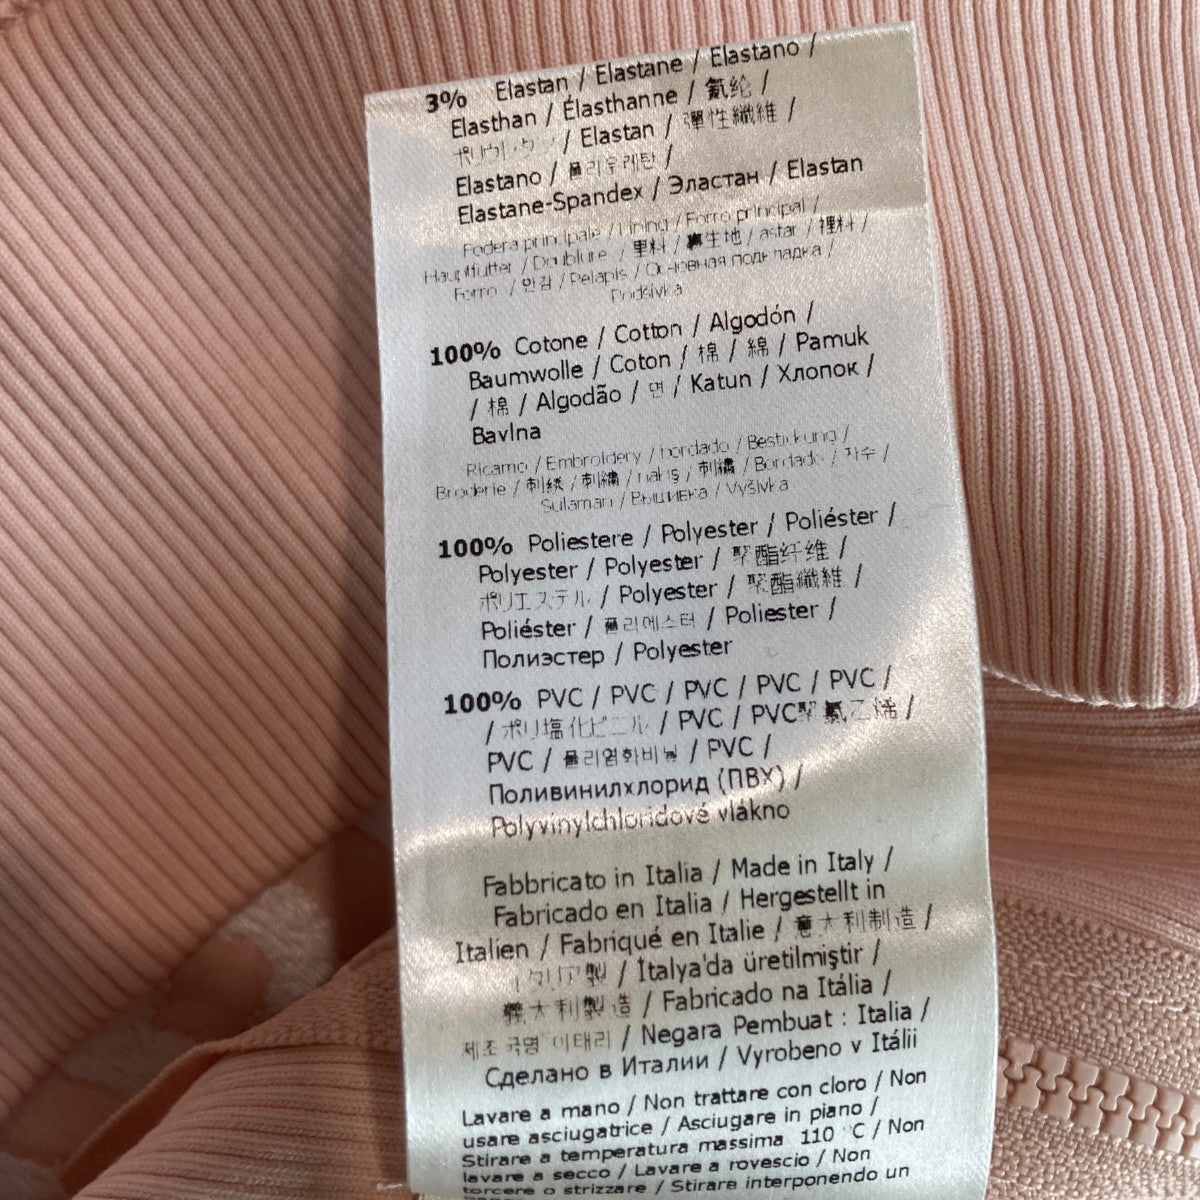 3% Elastan / Elastane / Elastano /
Elasthan / Élasthanne / 氨纶 /
ポリウレタン / Elastan / 彈性纖維 /
Elastano / 폴리우레탄 /
Elastane-Spandex / Эластан / Elastan
Fodera principale / Lining / Forro principal /
Hauptfutter / Doublure / 里料 / 裏生地 / astar / 裡料 /
Forro / 안감 / Pelapis / Основная подкладка /
Podšívka
100% Cotone / Cotton / Algodón /
Baumwolle / Coton / 棉 / 綿 / Pamuk
/ 棉 / Algodão / 면 / Katun / Хлопок /
Bavlna
Ricamo / Embroidery / bordado / Bestickung /
Broderie / 刺绣 / 刺繍 / nakış / 刺繡 / Bordado / 자수 /
Sulaman / Вышивка / Vyšívka
100% Poliestere / Polyester / Poliéster /
Polyester / Polyester / 聚酯纤维 /
ポリエステル / Polyester / 聚酯纖維 /
Poliéster / 폴리에스터 / Poliester /
Полиэстер / Polyester
100% PVC / PVC / PVC / PVC / PVC /
/ ポリ塩化ビニル / PVC / PVC聚氯乙烯 /
PVC / 폴리염화비닐 / PVC /
Поливинилхлорид (ПВХ) /
Polyvinylchloridové vlákno
Fabbricato in Italia / Made in Italy /
Fabricado en Italia / Hergestellt in
Italien / Fabriqué en Italie / 意大利制造 /
イタリア製 / İtalya'da üretilmiştir /
義大利製造 / Fabricado na Itália /
제조국명 이태리 / Negara Pembuat : Italia /
Сделано в Италии / Vyrobeno v Itálii
Lavare a mano / Non trattare con cloro / Non
usare asciugatrice / Asciugare in piano /
Stirare a temperatura massima 110 °C / Non
lavare a secco / Lavare a rovescio / Non
torcere o strizzare / Stirare interponendo un